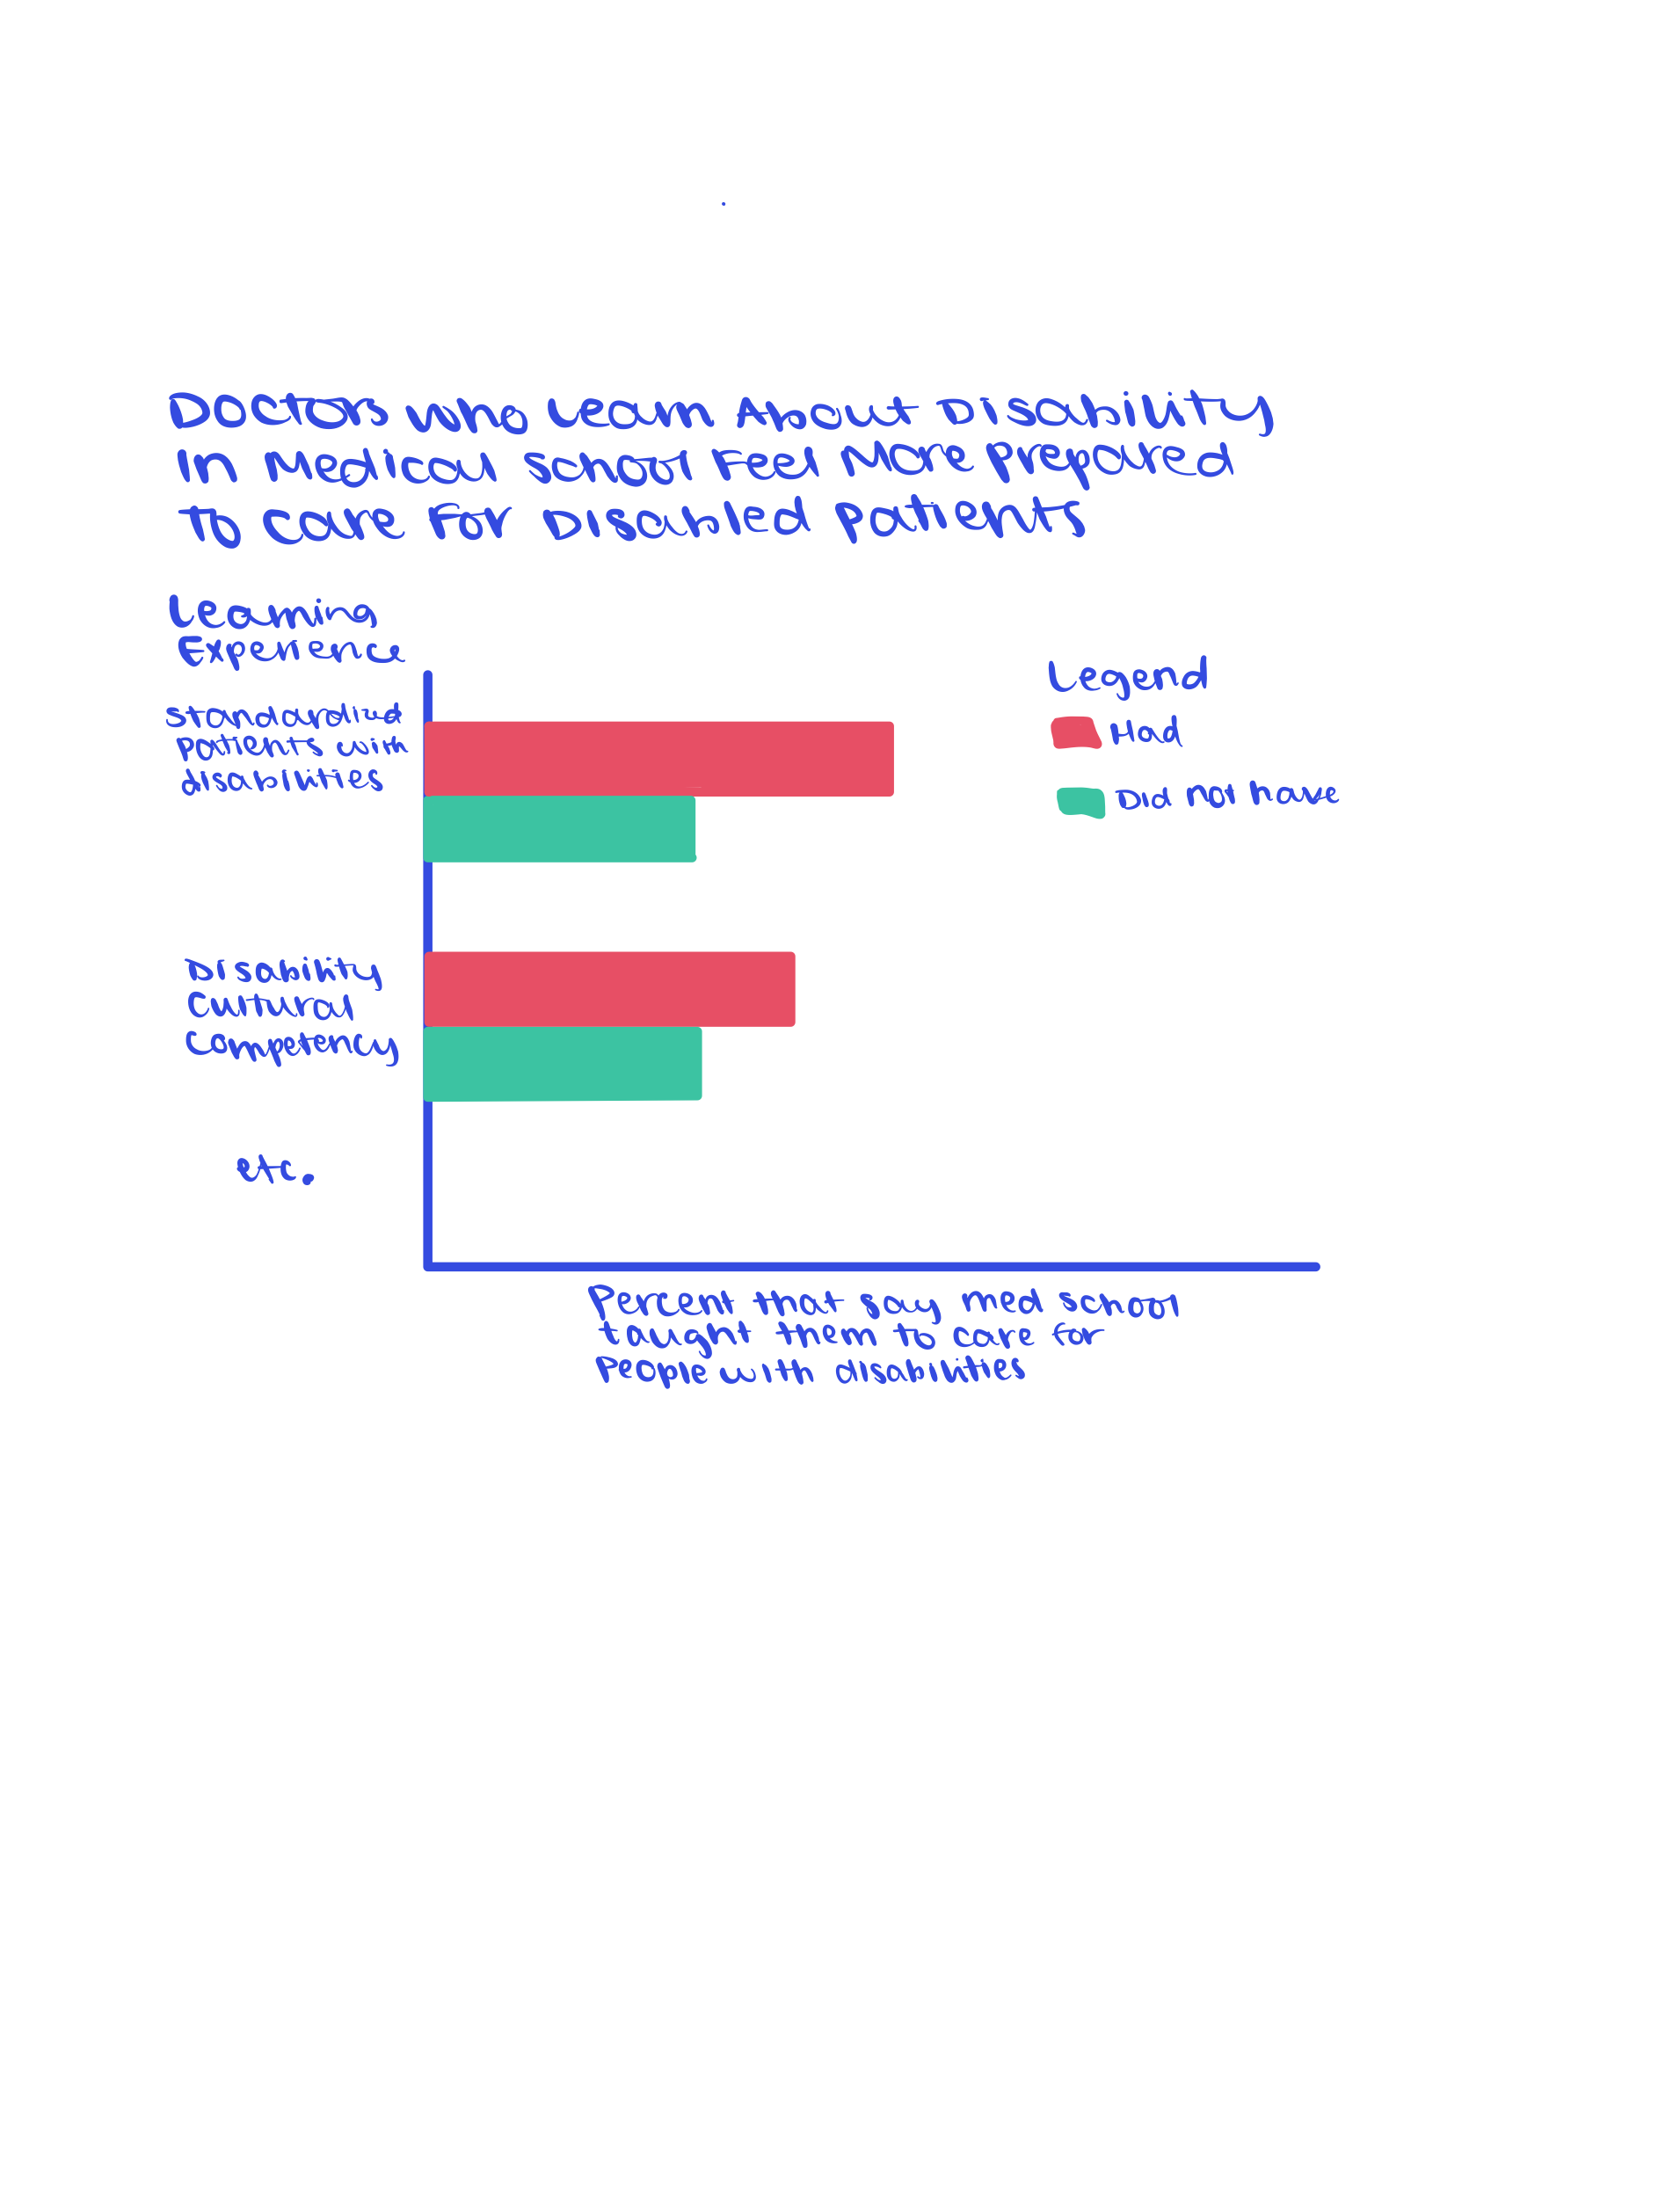 Doctors who Learn About Disability
In Medical School Feel More Prepared
To Care For Disabled Patients
Learning
Experience
Standardized
patients with
disabilities
Disability
Cultural
Competency
etc.
Legend
Had
Did not have
Percent that say med school
taught them to care for
people with disabilities